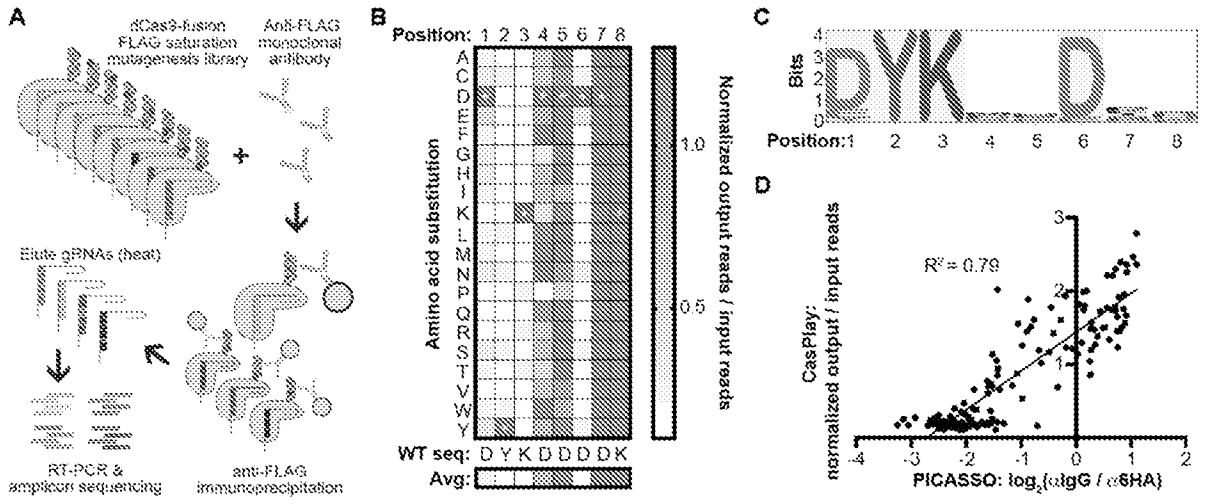 A
dCas9-fusion
FLAG saturation
mutagenesis library
Anti-FLAG
monoclonal
antibody
+
Elute gRNAs (heat)
RT-PCR &
amplicon sequencing
anti-FLAG
immunoprecipitation
B
Position: 1 2 3 4 5 6 7 8
Amino acid substitution
A
C
D
E
F
G
H
I
K
L
M
N
P
Q
R
S
T
V
W
Y
WT seq: D Y K D D D D K
Avg:
1.0
0.5
Normalized output reads / input reads
C
Bits
4
3
2
1
0
D Y K D
Position: 1 2 3 4 5 6 7 8
D
CasPlay:
normalized output / input reads
R² = 0.79
3
2
1
-4 -3 -2 -1 0 1 2
PICASSO: log₂(αIgG / α6HA)